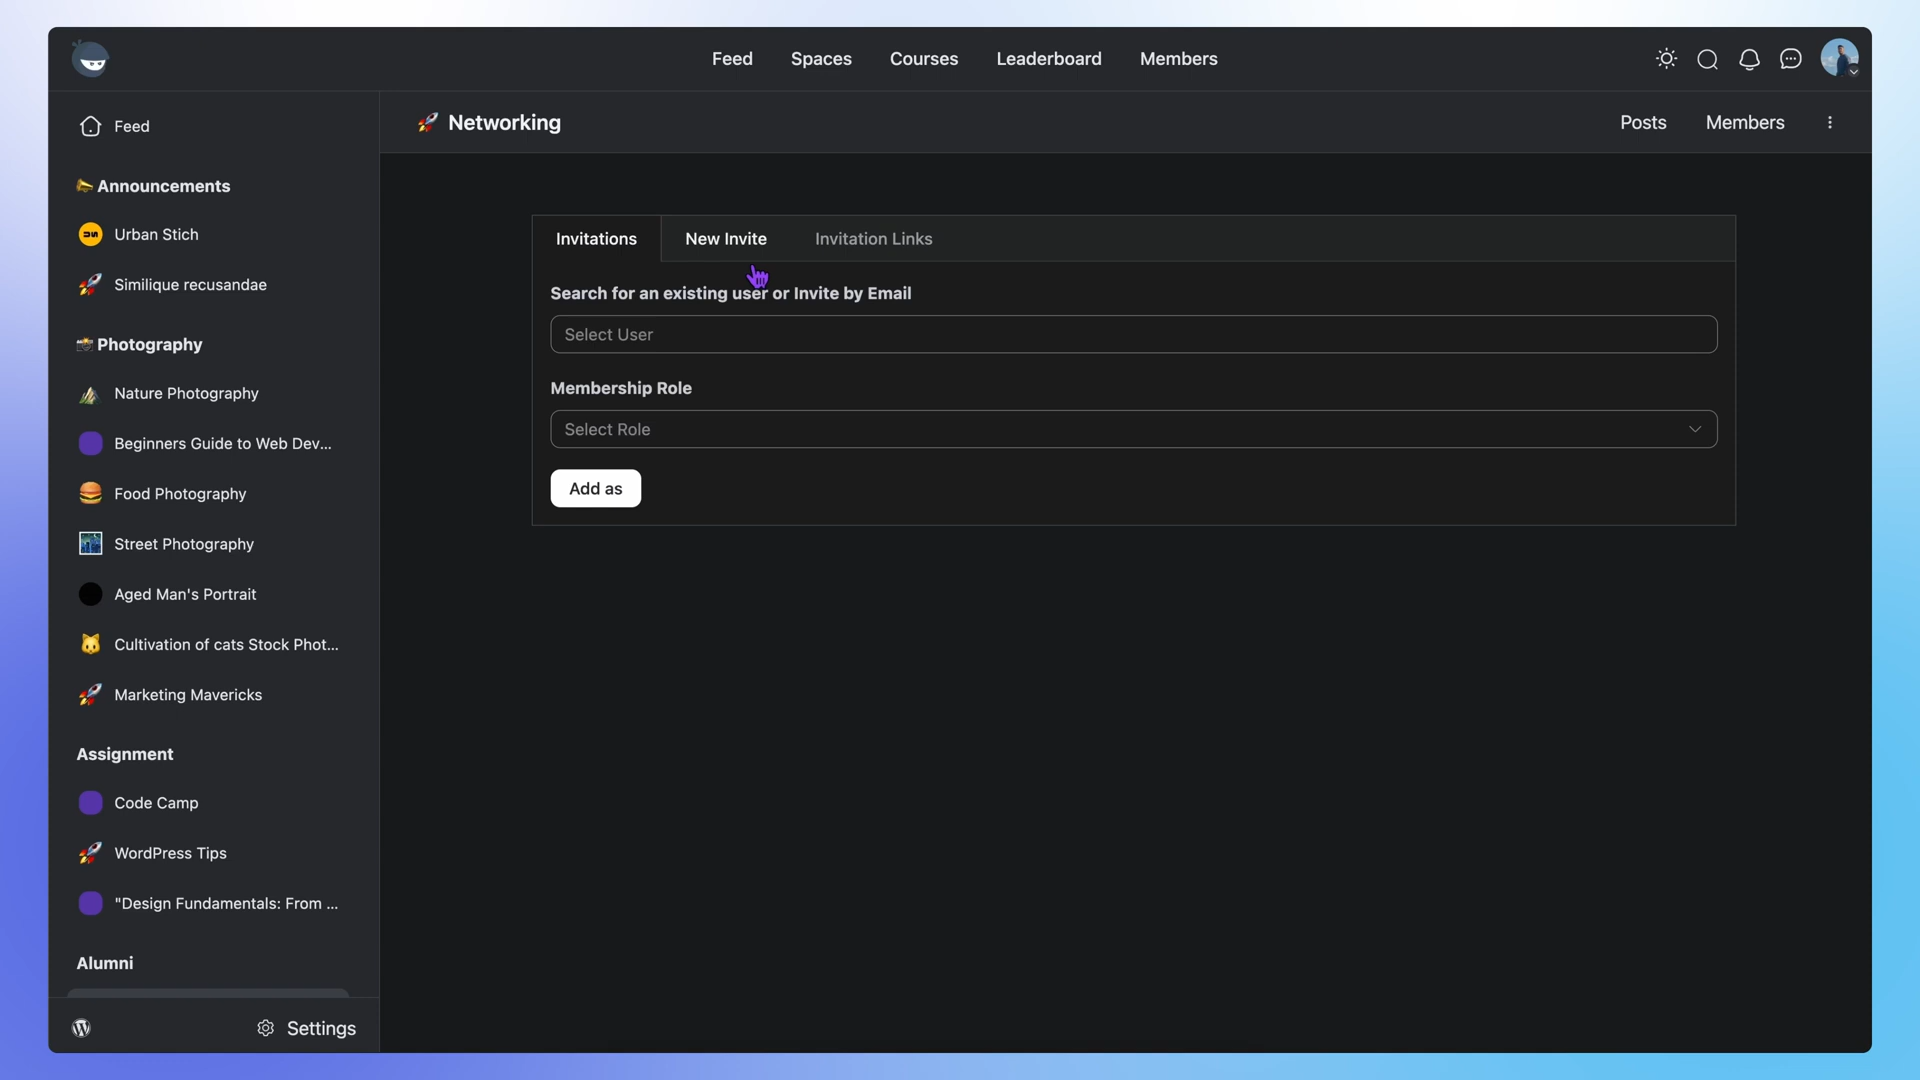 Feed
Spaces
Courses
Leaderboard
Members
Feed
Announcements
Urban Stich
Similique recusandae
Photography
Nature Photography
Beginners Guide to Web Dev...
Food Photography
Street Photography
Aged Man's Portrait
Cultivation of cats Stock Phot...
Marketing Mavericks
Assignment
Code Camp
WordPress Tips
"Design Fundamentals: From ...
Alumni
Settings
Networking
Posts
Members
Invitations
New Invite
Invitation Links
Search for an existing user or Invite by Email
Select User
Membership Role
Select Role
Add as